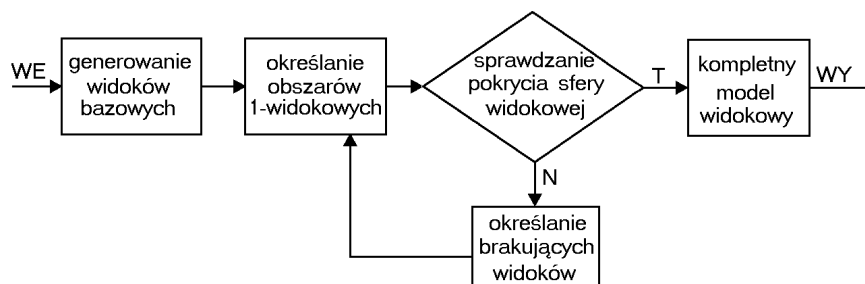 WE
generowanie
widoków
bazowych
określanie
obszarów
1-widokowych
sprawdzanie
pokrycia sfery
widokowej
T
kompletny
model
widokowy
WY
N
określanie
brakujących
widoków